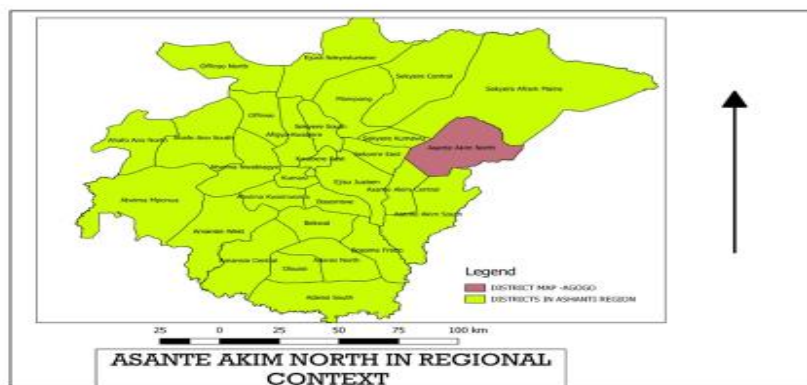 Offinso North
Ejura Sekyedumase
Sekyere Central
Sekyere Afram Plains
Mampong
Offinso
Sekyere South
Afigya Kwabre
Ahafo Ano North
Ahafo Ano South
Sekyere Kumawu
Asante Akim North
Sekyere East
Kwabre East
Atwima Nwabiagya
Kumasi
Ejisu Juaben
Asante Akim Central
Atwima Mponua
Atwima Kwanwoma
Bosomtwe
Asante Akim South
Amansie West
Bekwai
Bosome Freho
Amansie Central
Adansi North
Obuasi
Adansi South
Legend
DISTRICT MAP -AGOGO
DISTRICTS IN ASHANTI REGION
25 0 25 50 75 100 km
ASANTE AKIM NORTH IN REGIONAL
CONTEXT